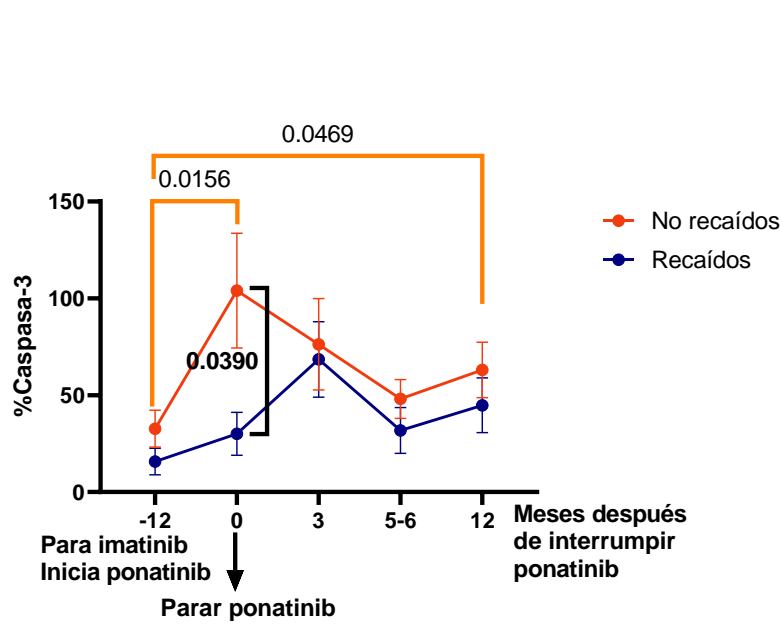 0.0469
0.0156
150
100
50
0
%Caspasa-3
0.0390
No recaídos
Recaídos
-12
0
3
5-6
12
Meses después
de interrumpir
ponatinib
Para imatinib
Inicia ponatinib
Parar ponatinib